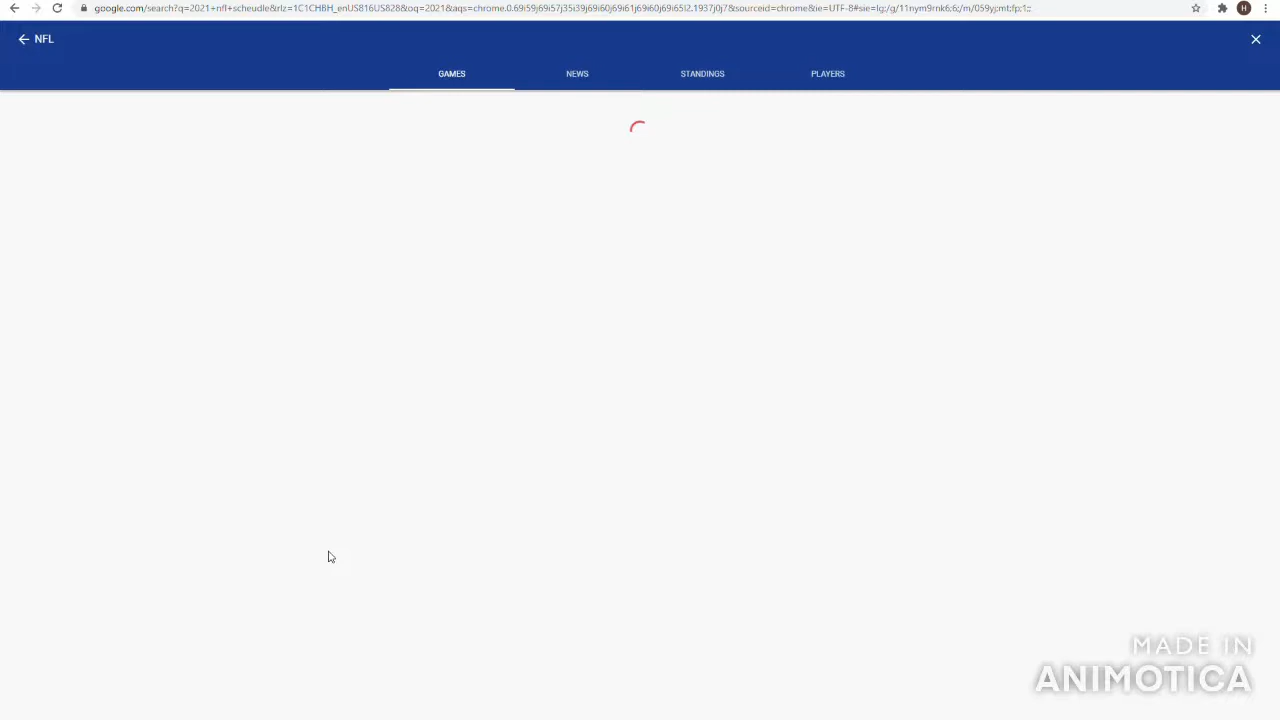 google.com/search?q=2021+nfl+scheudle&rlz=1C1CHBH_enUS816US828&oq=2021&aqs=chrome.0.69i59j69i57j35i39j69i60j69i61j69i60j69i65l2.1937j0j7&sourceid=chrome&ie=UTF-8#sie=lg;/g/11nym9rnk6;6;/m/059yj;mt;fp;1;;
H
NFL
GAMES
NEWS
STANDINGS
PLAYERS
MADE IN
ANIMOTICA